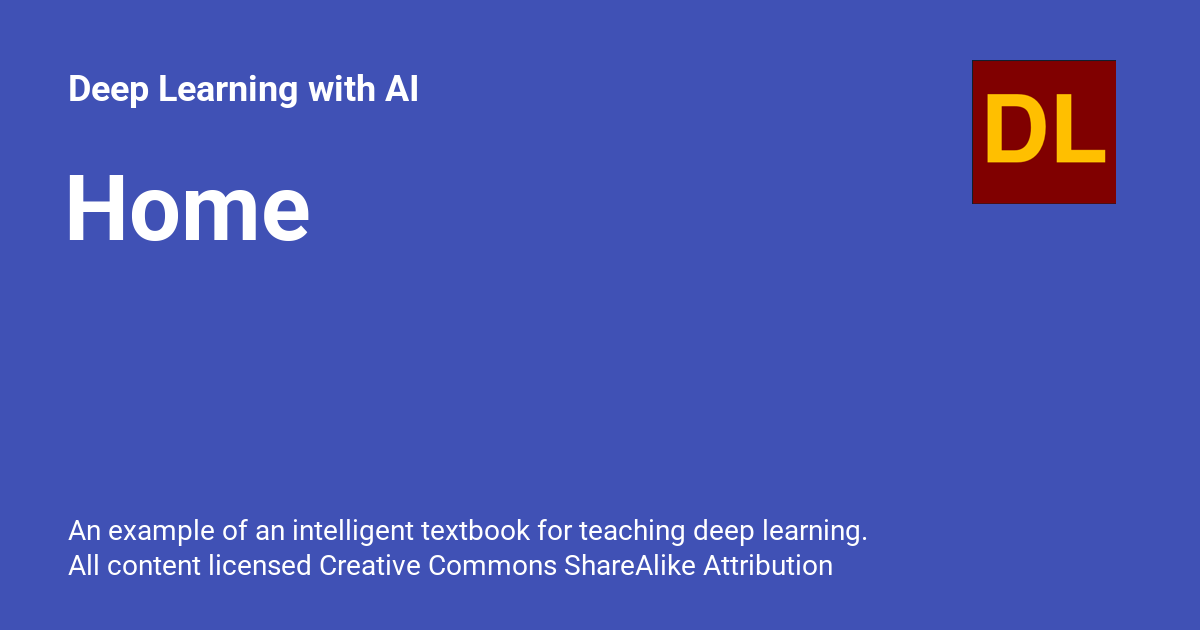 Deep Learning with AI
DL
Home
An example of an intelligent textbook for teaching deep learning.
All content licensed Creative Commons ShareAlike Attribution